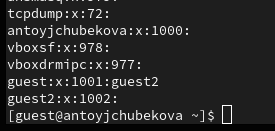 tcpdump:x:72:
antoyjchubekova:x:1000:
vboxsf:x:978:
vboxdrmipc:x:977:
guest:x:1001:guest2
guest2:x:1002:
[guest@antoyjchubekova ~]$